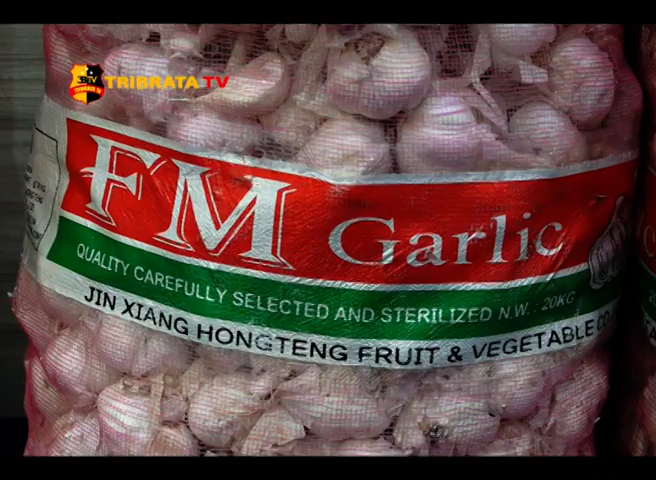 TRIBRATA TV
FM Garlic
QUALITY CAREFULLY SELECTED AND STERILIZED N.W.: 20KG
JIN XIANG HONGTENG FRUIT & VEGETABLE CO